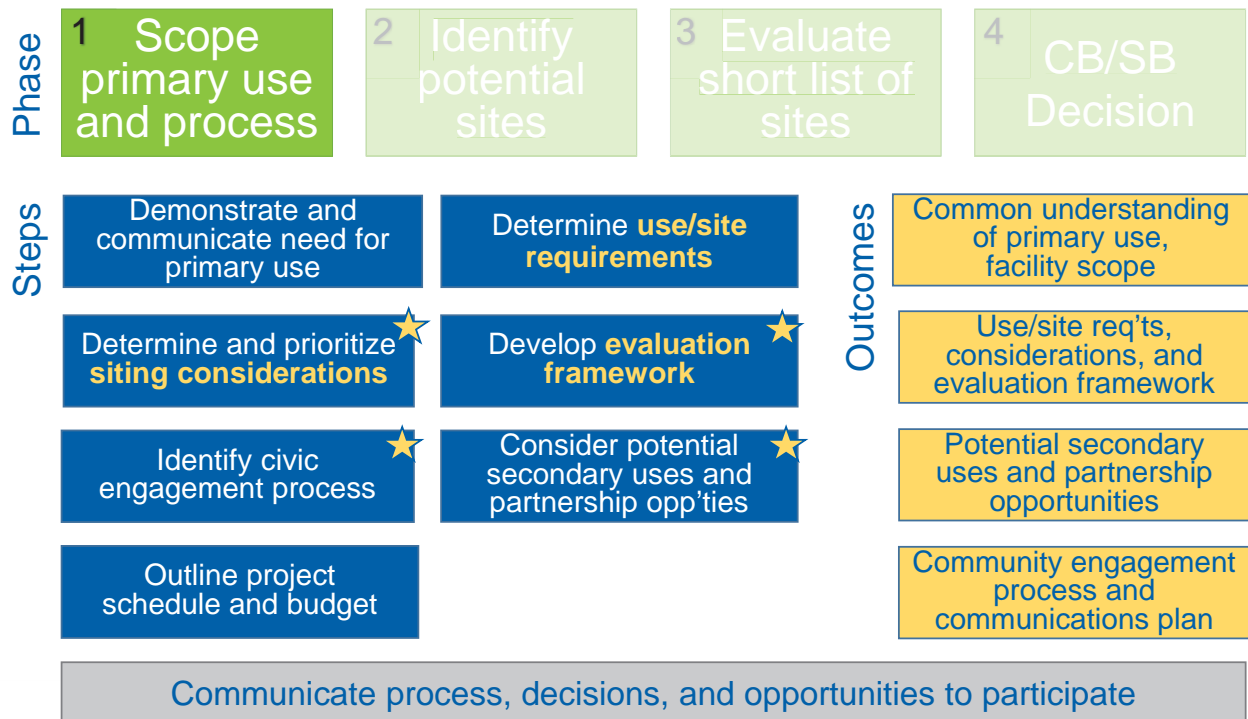 Phase
1
Scope
primary use
and process
2
Identify
potential
sites
3
Evaluate
short list of
sites
4
CB/SB
Decision
Steps
Demonstrate and
communicate need for
primary use
Determine use/site
requirements
Determine and prioritize
siting considerations
Develop evaluation
framework
Identify civic
engagement process
Consider potential
secondary uses and
partnership opp'ties
Outline project
schedule and budget
Outcomes
Common understanding
of primary use,
facility scope
Use/site req'ts,
considerations, and
evaluation framework
Potential secondary
uses and partnership
opportunities
Community engagement
process and
communications plan
Communicate process, decisions, and opportunities to participate